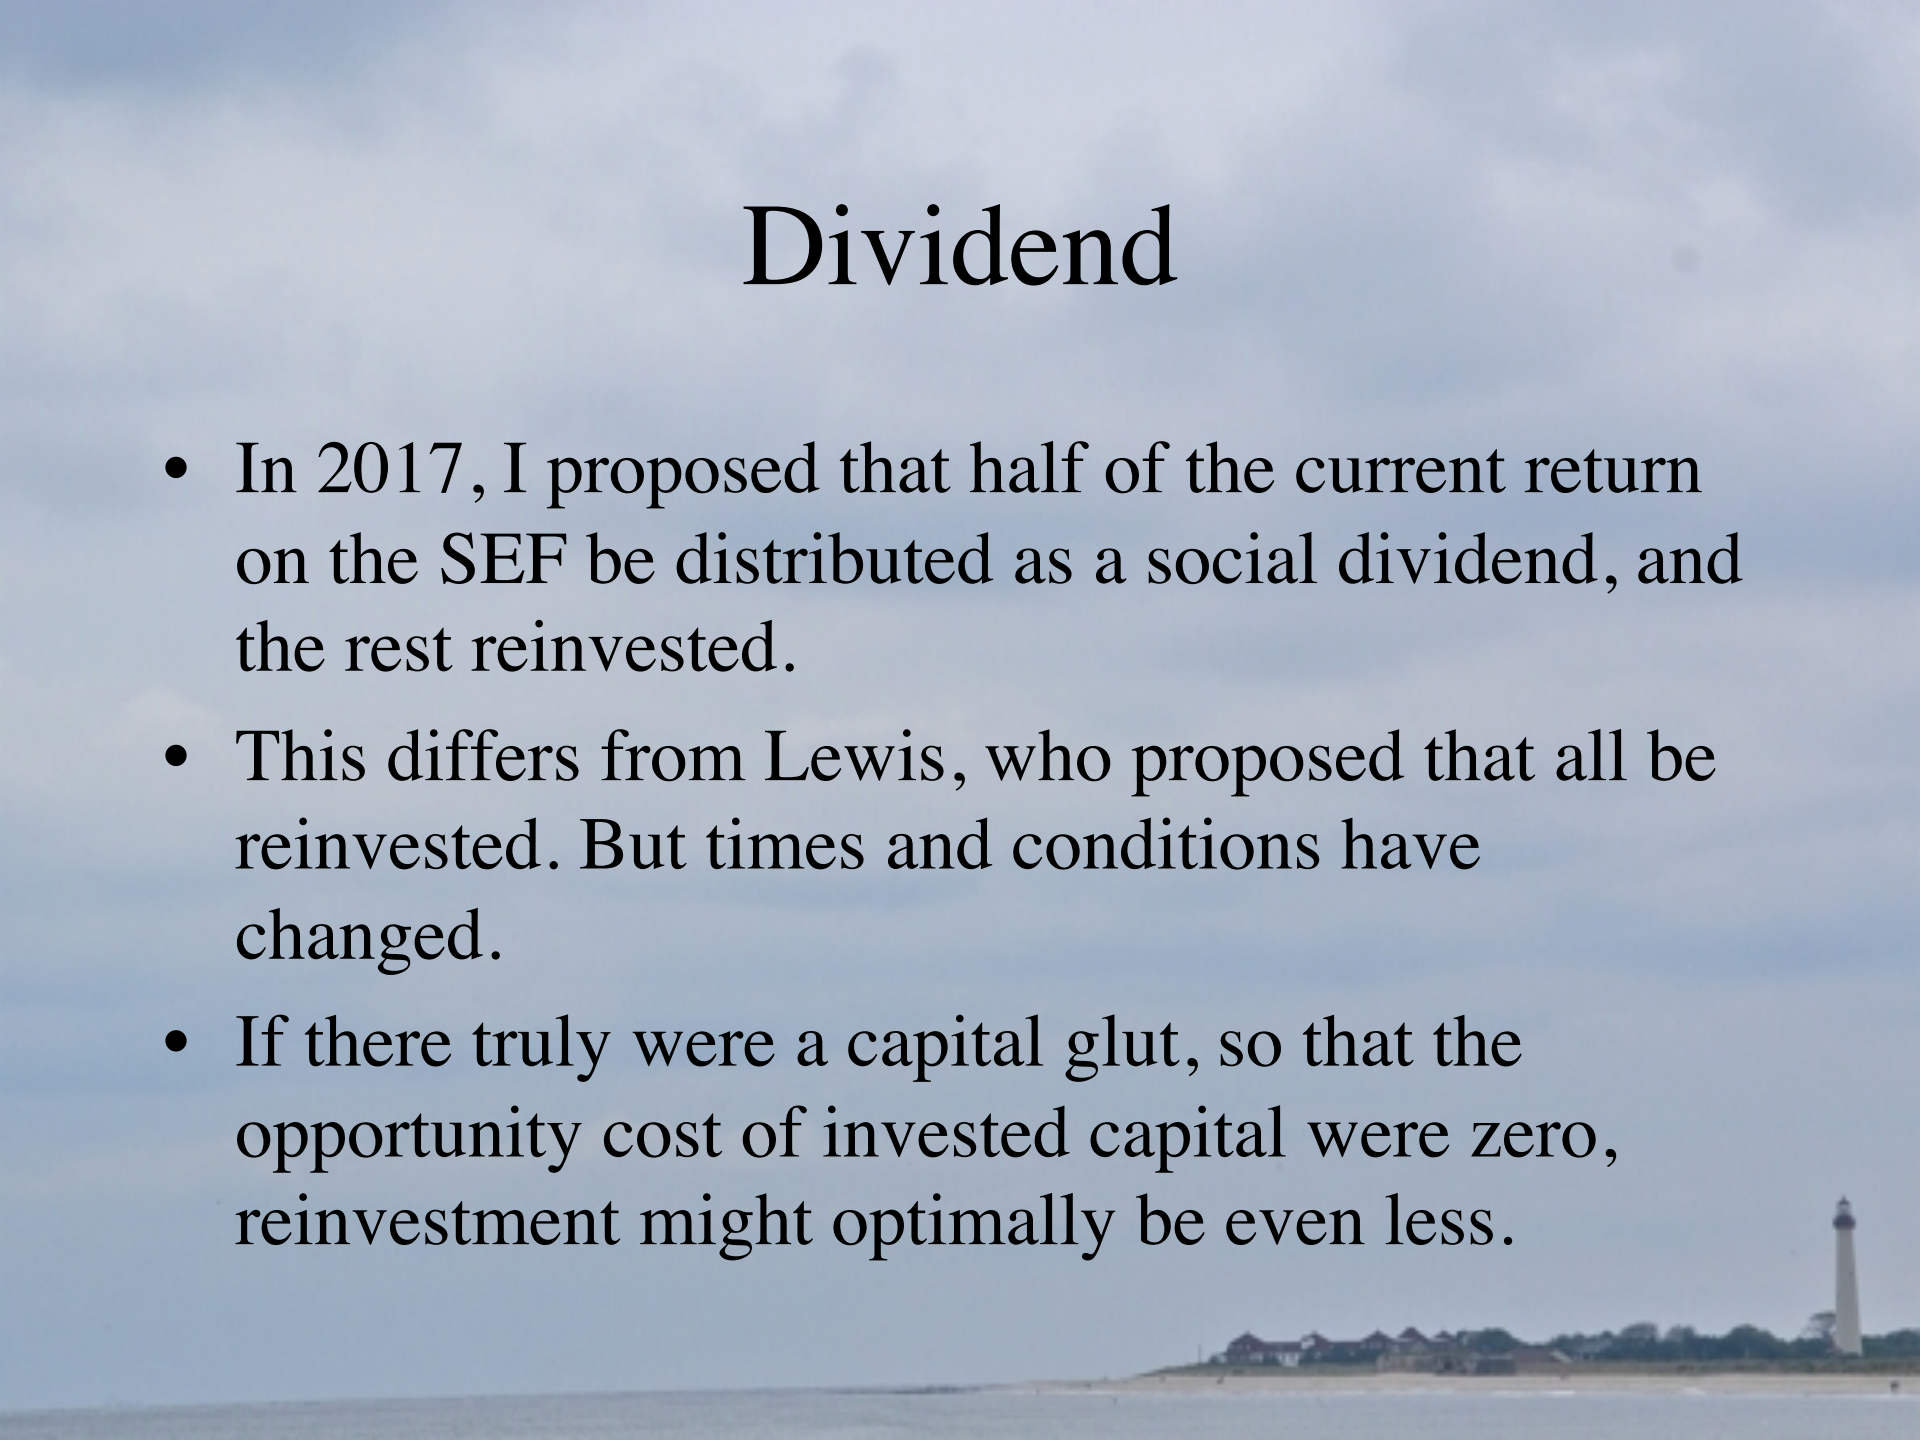 Dividend
• In 2017, I proposed that half of the current return
on the SEF be distributed as a social dividend, and
the rest reinvested.
• This differs from Lewis, who proposed that all be
reinvested. But times and conditions have
changed.
• If there truly were a capital glut, so that the
opportunity cost of invested capital were zero,
reinvestment might optimally be even less.